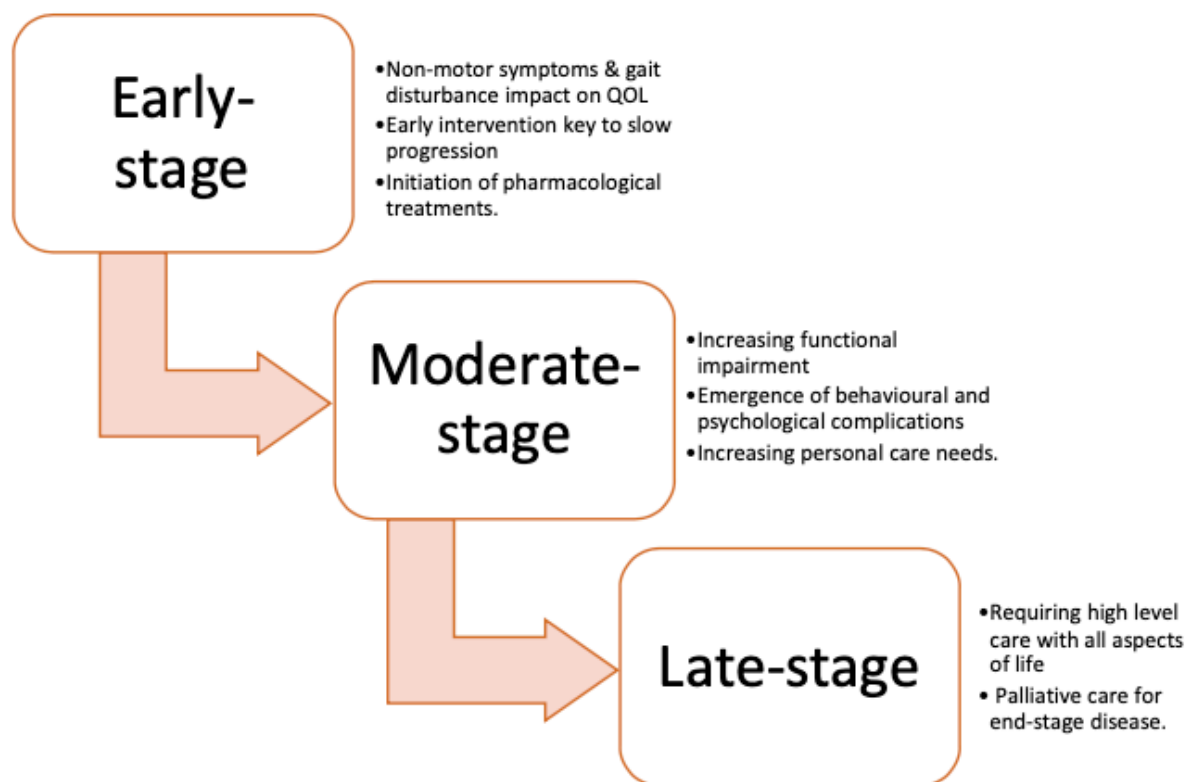 Early-
stage
•Non-motor symptoms & gait
disturbance impact on QOL
•Early intervention key to slow
progression
•Initiation of pharmacological
treatments.
Moderate-
stage
•Increasing functional
impairment
•Emergence of behavioural and
psychological complications
•Increasing personal care needs.
Late-stage
•Requiring high level
care with all aspects
of life
• Palliative care for
end-stage disease.